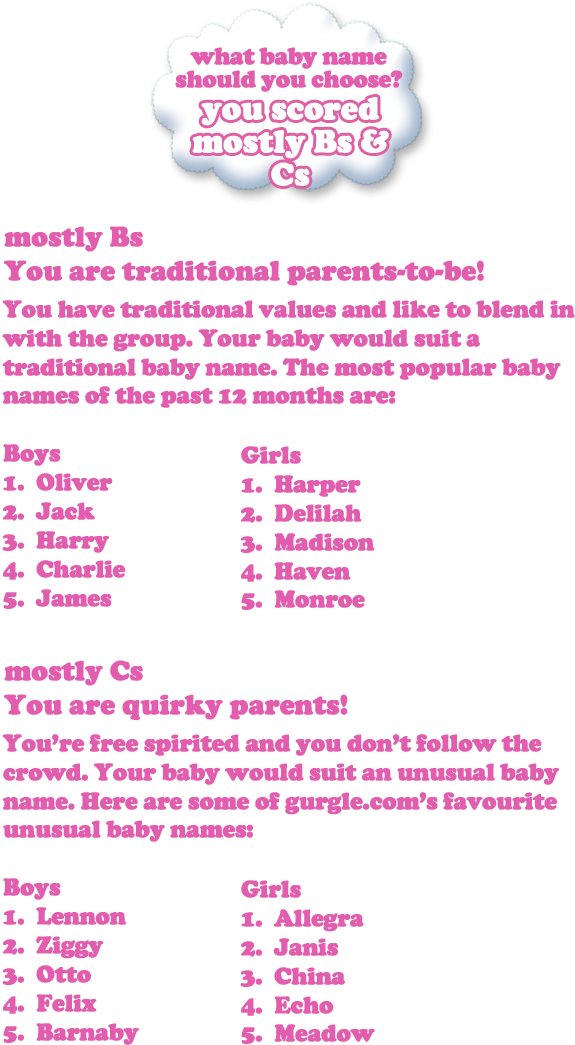 what baby name
should you choose?
you scored
mostly Bs &
Cs
mostly Bs
You are traditional parents-to-be!
You have traditional values and like to blend in
with the group. Your baby would suit a
traditional baby name. The most popular baby
names of the past 12 months are:
Boys
1. Oliver
2. Jack
3. Harry
4. Charlie
5. James
Girls
1. Harper
2. Delilah
3. Madison
4. Haven
5. Monroe
mostly Cs
You are quirky parents!
You’re free spirited and you don’t follow the
crowd. Your baby would suit an unusual baby
name. Here are some of gurgle.com’s favourite
unusual baby names:
Boys
1. Lennon
2. Ziggy
3. Otto
4. Felix
5. Barnaby
Girls
1. Allegra
2. Janis
3. China
4. Echo
5. Meadow